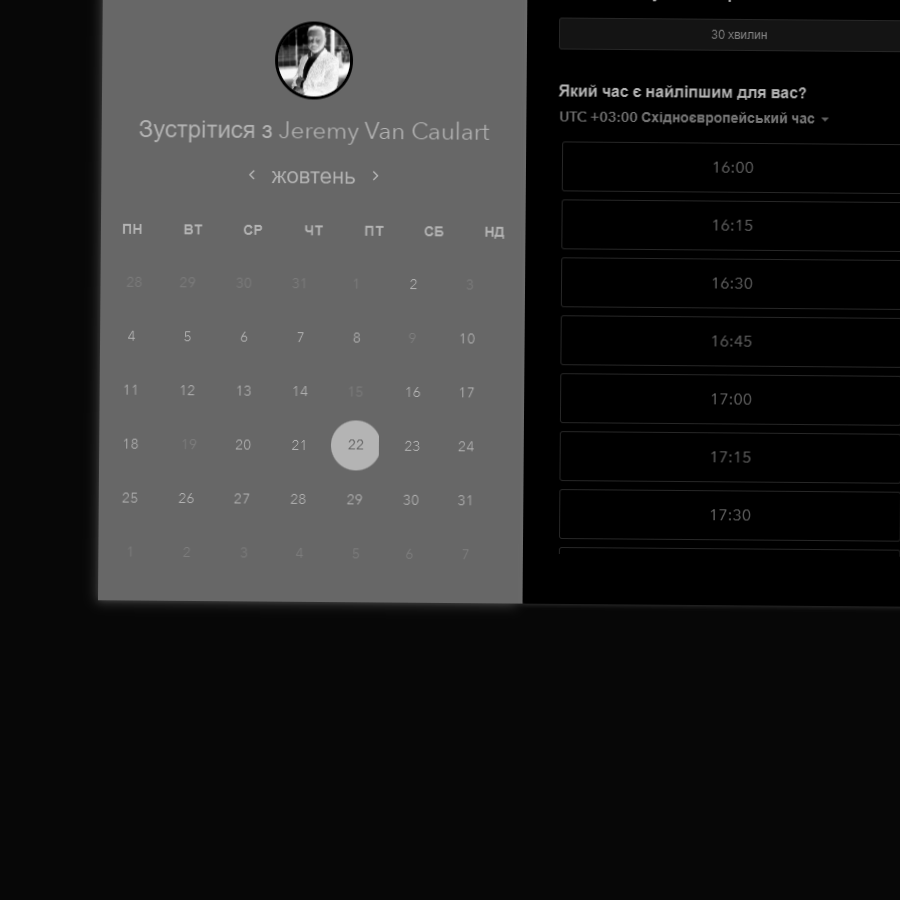 Зустрітися з Jeremy Van Caulart
жовтень
ПН ВТ СР ЧТ ПТ СБ НД
28 29 30 31 1 2 3
4 5 6 7 8 9 10
11 12 13 14 15 16 17
18 19 20 21 22 23 24
25 26 27 28 29 30 31
1 2 3 4 5 6 7
30 хвилин
Який час є найліпшим для вас?
UTC +03:00 Східноєвропейський час
16:00
16:15
16:30
16:45
17:00
17:15
17:30